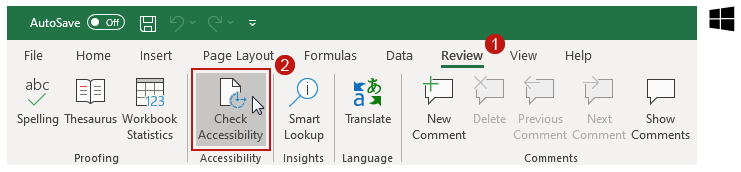 AutoSave Off
File Home Insert Page Layout Formulas Data Review 1 View Help
2
abc
123
a あ
Spelling Thesaurus Workbook Statistics Check Accessibility Smart Lookup Translate New Comment Delete Previous Comment Next Comment Show Comments
Proofing Accessibility Insights Language Comments